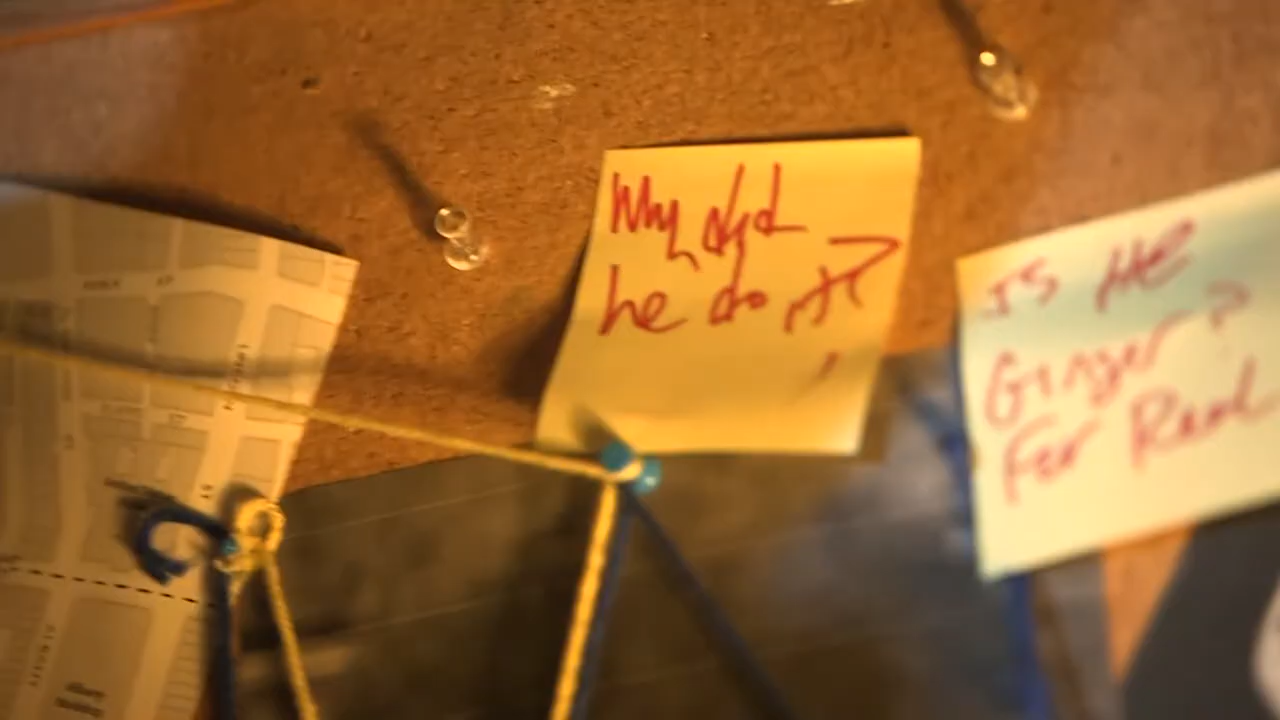 Why did
he do it?
Is He
Ginger?
For Real